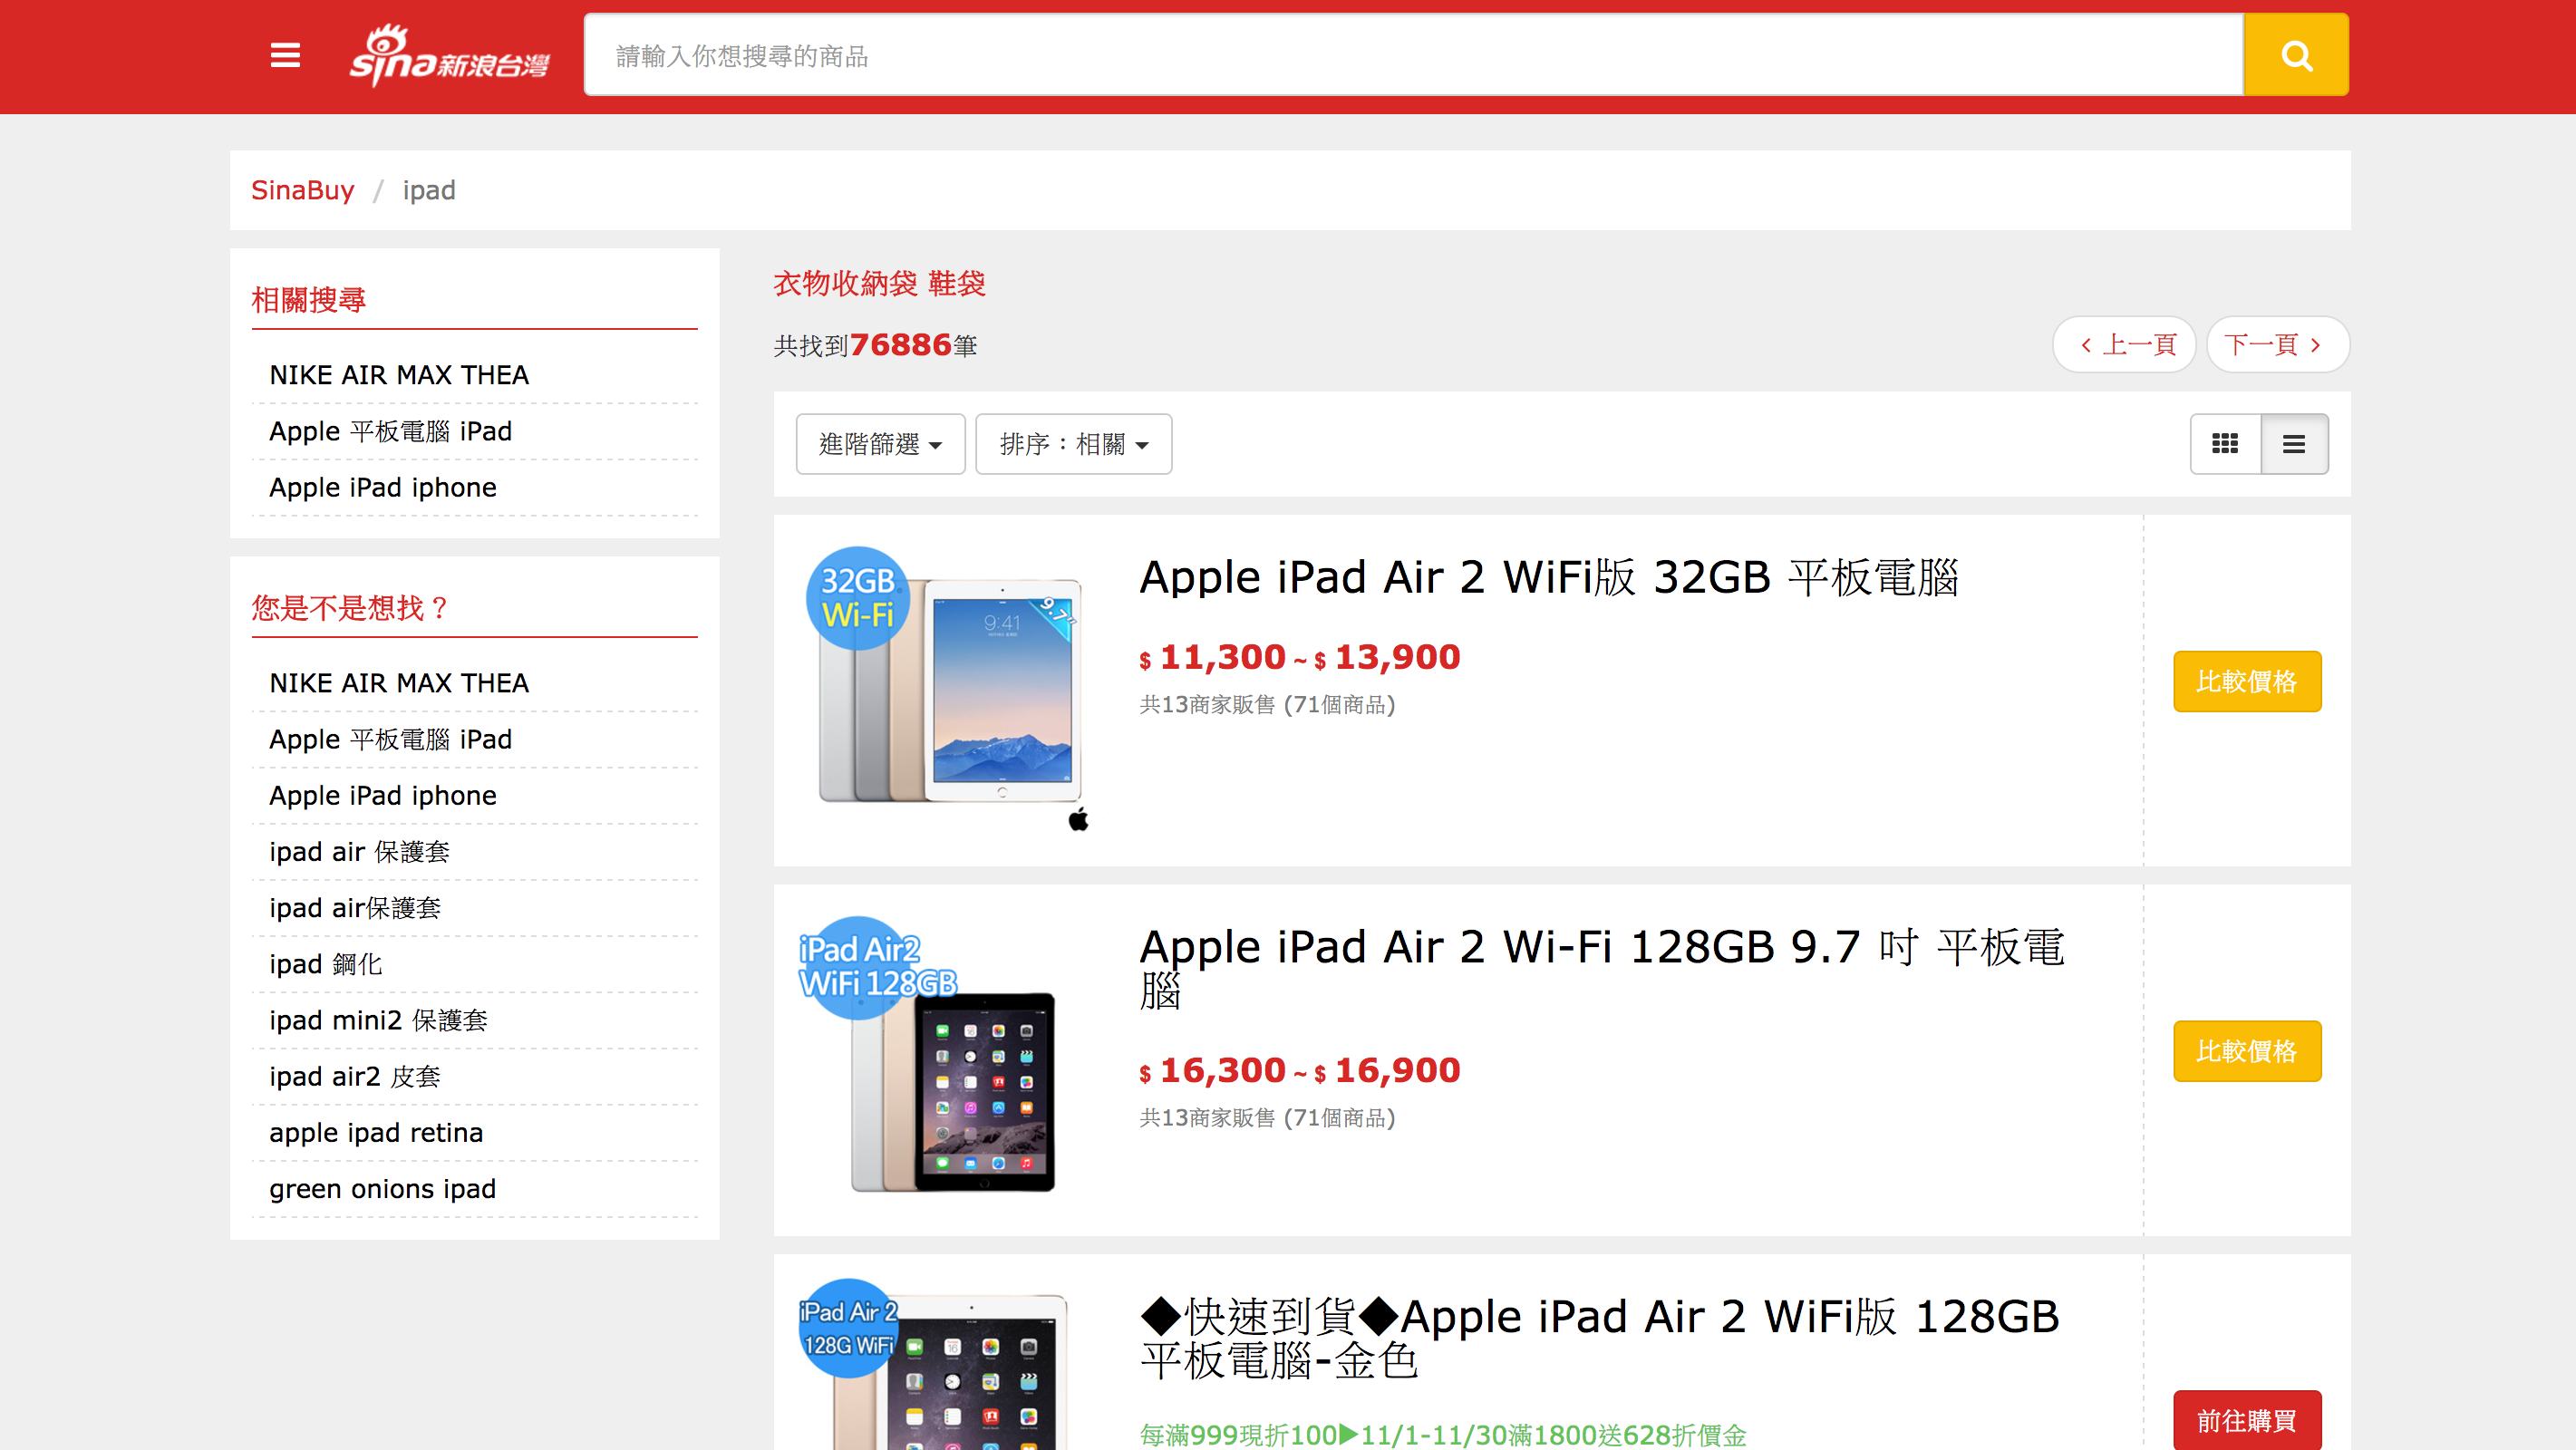 sina新浪台灣
請輸入你想搜尋的商品
SinaBuy / ipad
相關搜尋
NIKE AIR MAX THEA
Apple 平板電腦 iPad
Apple iPad iphone
您是不是想找？
NIKE AIR MAX THEA
Apple 平板電腦 iPad
Apple iPad iphone
ipad air 保護套
ipad air保護套
ipad 鋼化
ipad mini2 保護套
ipad air2 皮套
apple ipad retina
green onions ipad
衣物收納袋 鞋袋
共找到76886筆
上一頁
下一頁
進階篩選
排序：相關
32GB
Wi-Fi
9.7"
9:41
Apple iPad Air 2 WiFi版 32GB 平板電腦
$ 11,300 ~ $ 13,900
共13商家販售 (71個商品)
比較價格
iPad Air2
WiFi 128GB
Apple iPad Air 2 Wi-Fi 128GB 9.7 吋 平板電
腦
$ 16,300 ~ $ 16,900
共13商家販售 (71個商品)
比較價格
iPad Air 2
128G WiFi
◆快速到貨◆Apple iPad Air 2 WiFi版 128GB
平板電腦-金色
每滿999現折100▶11/1-11/30滿1800送628折價金
前往購買